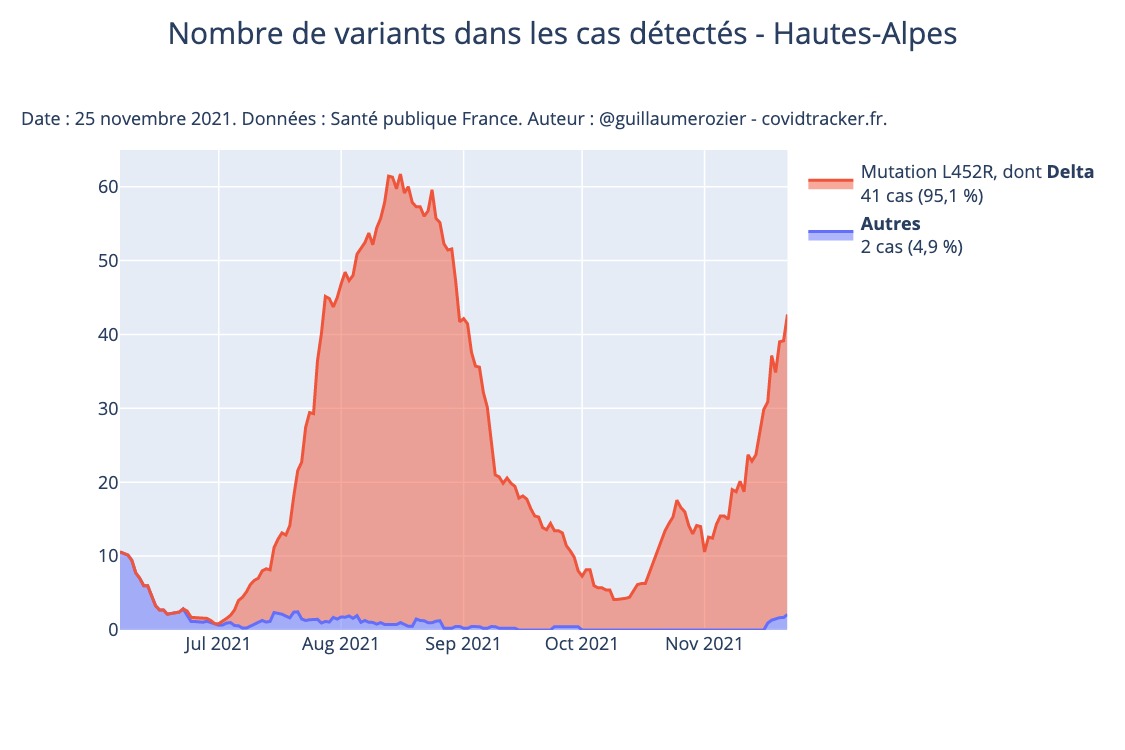 Nombre de variants dans les cas détectés - Hautes-Alpes
Date : 25 novembre 2021. Données : Santé publique France. Auteur : @guillaumerozier - covidtracker.fr.
Mutation L452R, dont Delta
41 cas (95,1 %)
Autres
2 cas (4,9 %)
60
50
40
30
20
10
0
Jul 2021
Aug 2021
Sep 2021
Oct 2021
Nov 2021